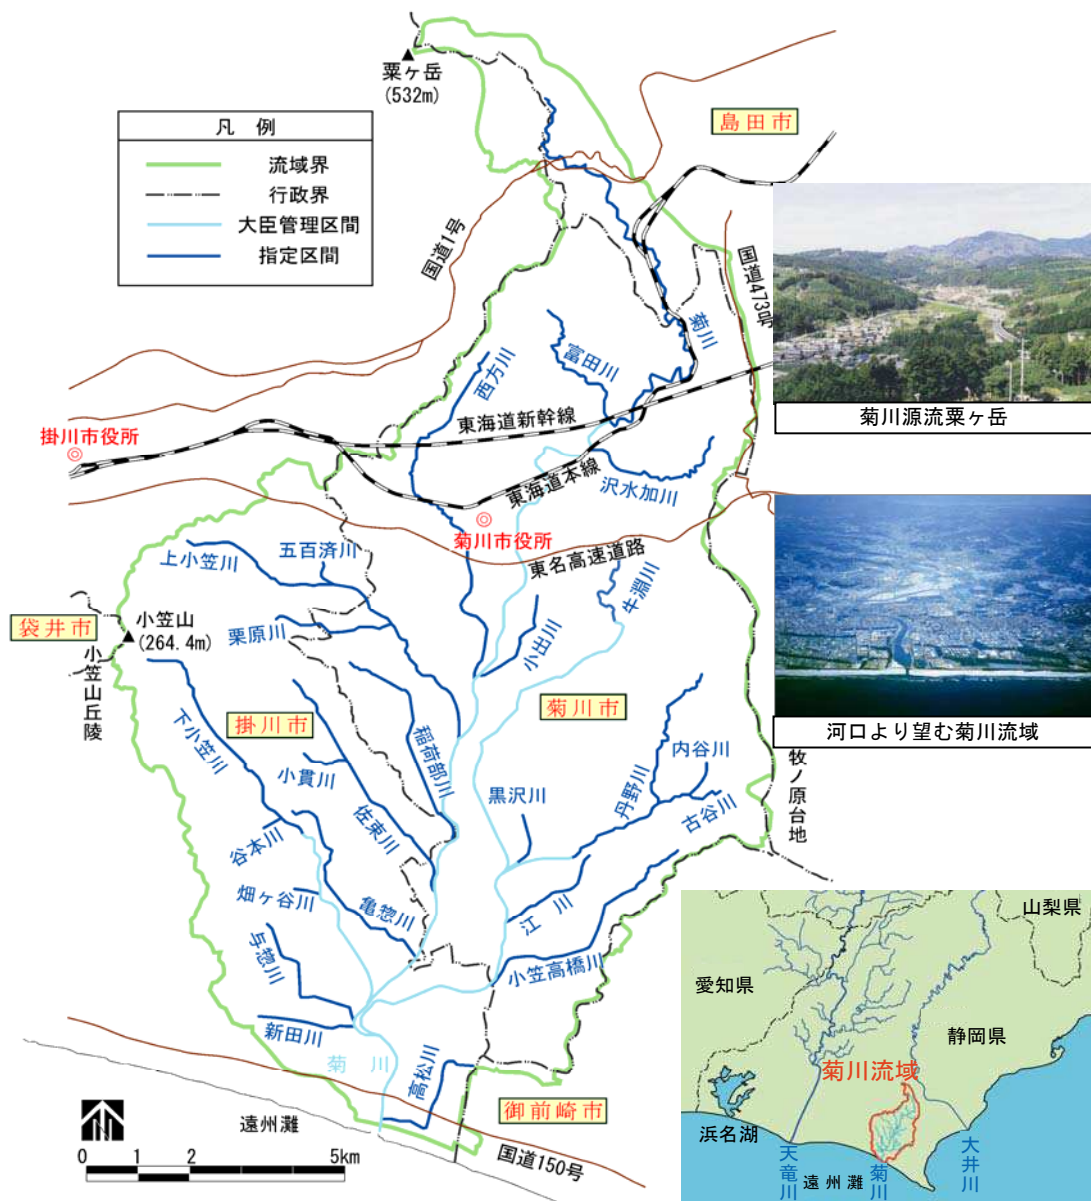 粟ヶ岳
(532m)
島田市
凡 例
流域界
行政界
大臣管理区間
指定区間
国道1号
国道473号
菊川
富田川
西方川
菊川源流粟ヶ岳
東海道新幹線
掛川市役所
東海道本線
沢水加川
菊川市役所
東名高速道路
五百済川
上小笠川
牛淵川
袋井市
小笠山
(264.4m)
小笠山丘陵
栗原川
小出川
掛川市
菊川市
河口より望む菊川流域
下小笠川
小貫川
稲荷部川
佐束川
黒沢川
丹野川
内谷川
古谷川
牧ノ原台地
谷本川
畑ヶ谷川
亀惣川
江川
与惣川
小笠高橋川
新田川
菊川
高松川
御前崎市
遠州灘
国道150号
0 1 2 5km
山梨県
愛知県
静岡県
菊川流域
浜名湖
天竜川
遠州灘
菊川
大井川